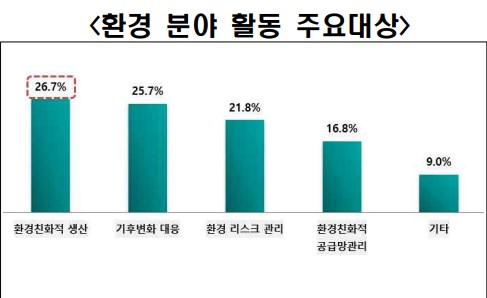 <환경 분야 활동 주요대상>
26.7%
25.7%
21.8%
16.8%
9.0%
환경친화적 생산
기후변화 대응
환경 리스크 관리
환경친화적
공급망관리
기타